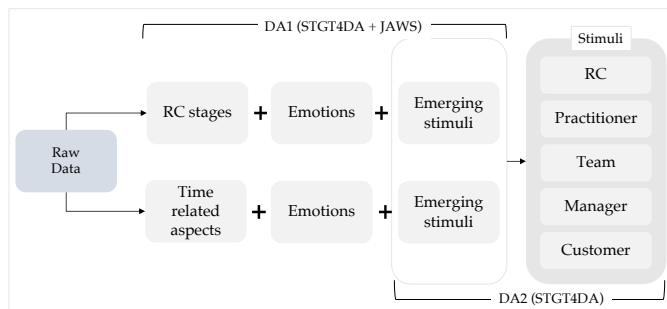 DA1 (STGT4DA + JAWS)
Stimuli
RC stages
+
Emotions
+
Emerging
stimuli
RC
Practitioner
Raw
Data
Team
Time
related
aspects
+
Emotions
+
Emerging
stimuli
Manager
Customer
DA2 (STGT4DA)